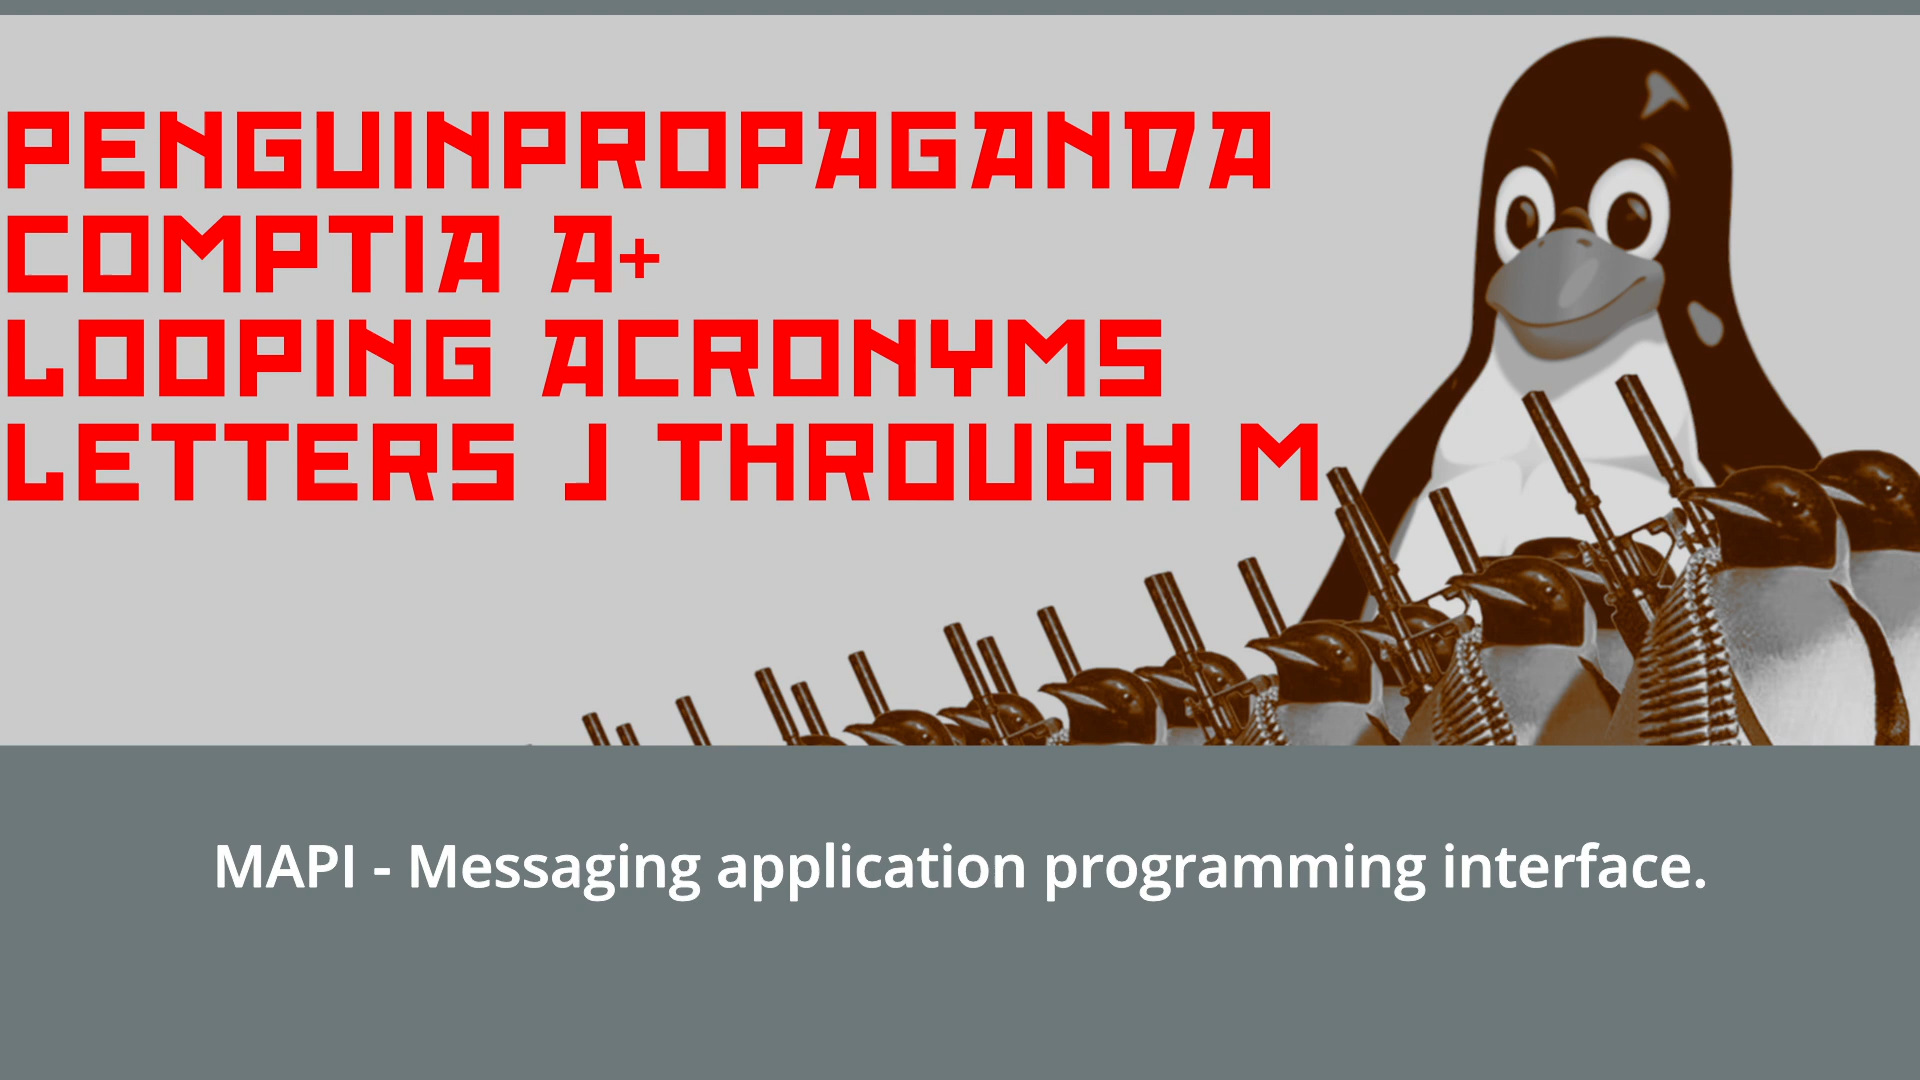 PENGUINPROPAGANDA
COMPTIA A+
LOOPING ACRONYMS
LETTERS J THROUGH M
MAPI - Messaging application programming interface.